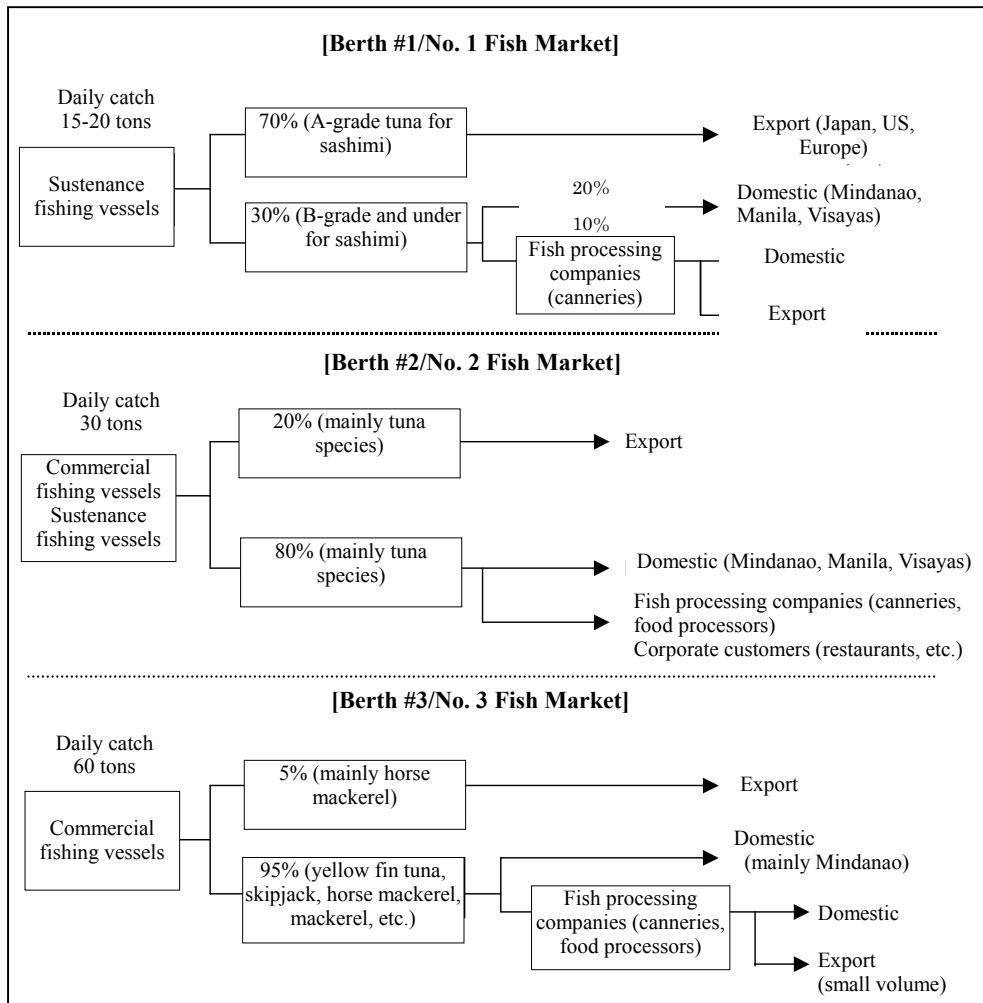 [Berth #1/No. 1 Fish Market]
Daily catch
15-20 tons
Sustenance
fishing vessels
70% (A-grade tuna for
sashimi)
Export (Japan, US,
Europe)
30% (B-grade and under
for sashimi)
20%
Domestic (Mindanao,
Manila, Visayas)
10%
Fish processing
companies
(canneries)
Domestic
Export
[Berth #2/No. 2 Fish Market]
Daily catch
30 tons
Commercial
fishing vessels
Sustenance
fishing vessels
20% (mainly tuna
species)
Export
80% (mainly tuna
species)
Domestic (Mindanao, Manila, Visayas)
Fish processing companies (canneries,
food processors)
Corporate customers (restaurants, etc.)
[Berth #3/No. 3 Fish Market]
Daily catch
60 tons
Commercial
fishing vessels
5% (mainly horse
mackerel)
Export
95% (yellow fin tuna,
skipjack, horse mackerel,
mackerel, etc.)
Domestic
(mainly Mindanao)
Fish processing
companies (canneries,
food processors)
Domestic
Export
(small volume)